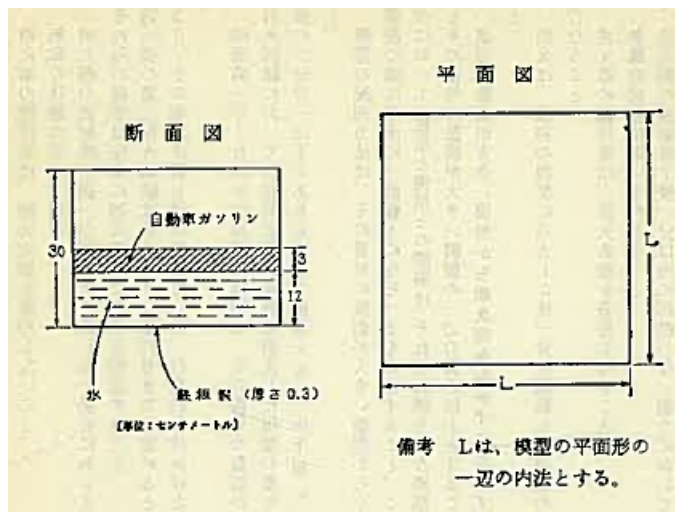 断面図
自動車ガソリン
30
3
12
水
鉄板製(厚さ0.3)
[単位:センチメートル]
平面図
L
L
備考 Lは、模型の平面形の
一辺の内法とする。